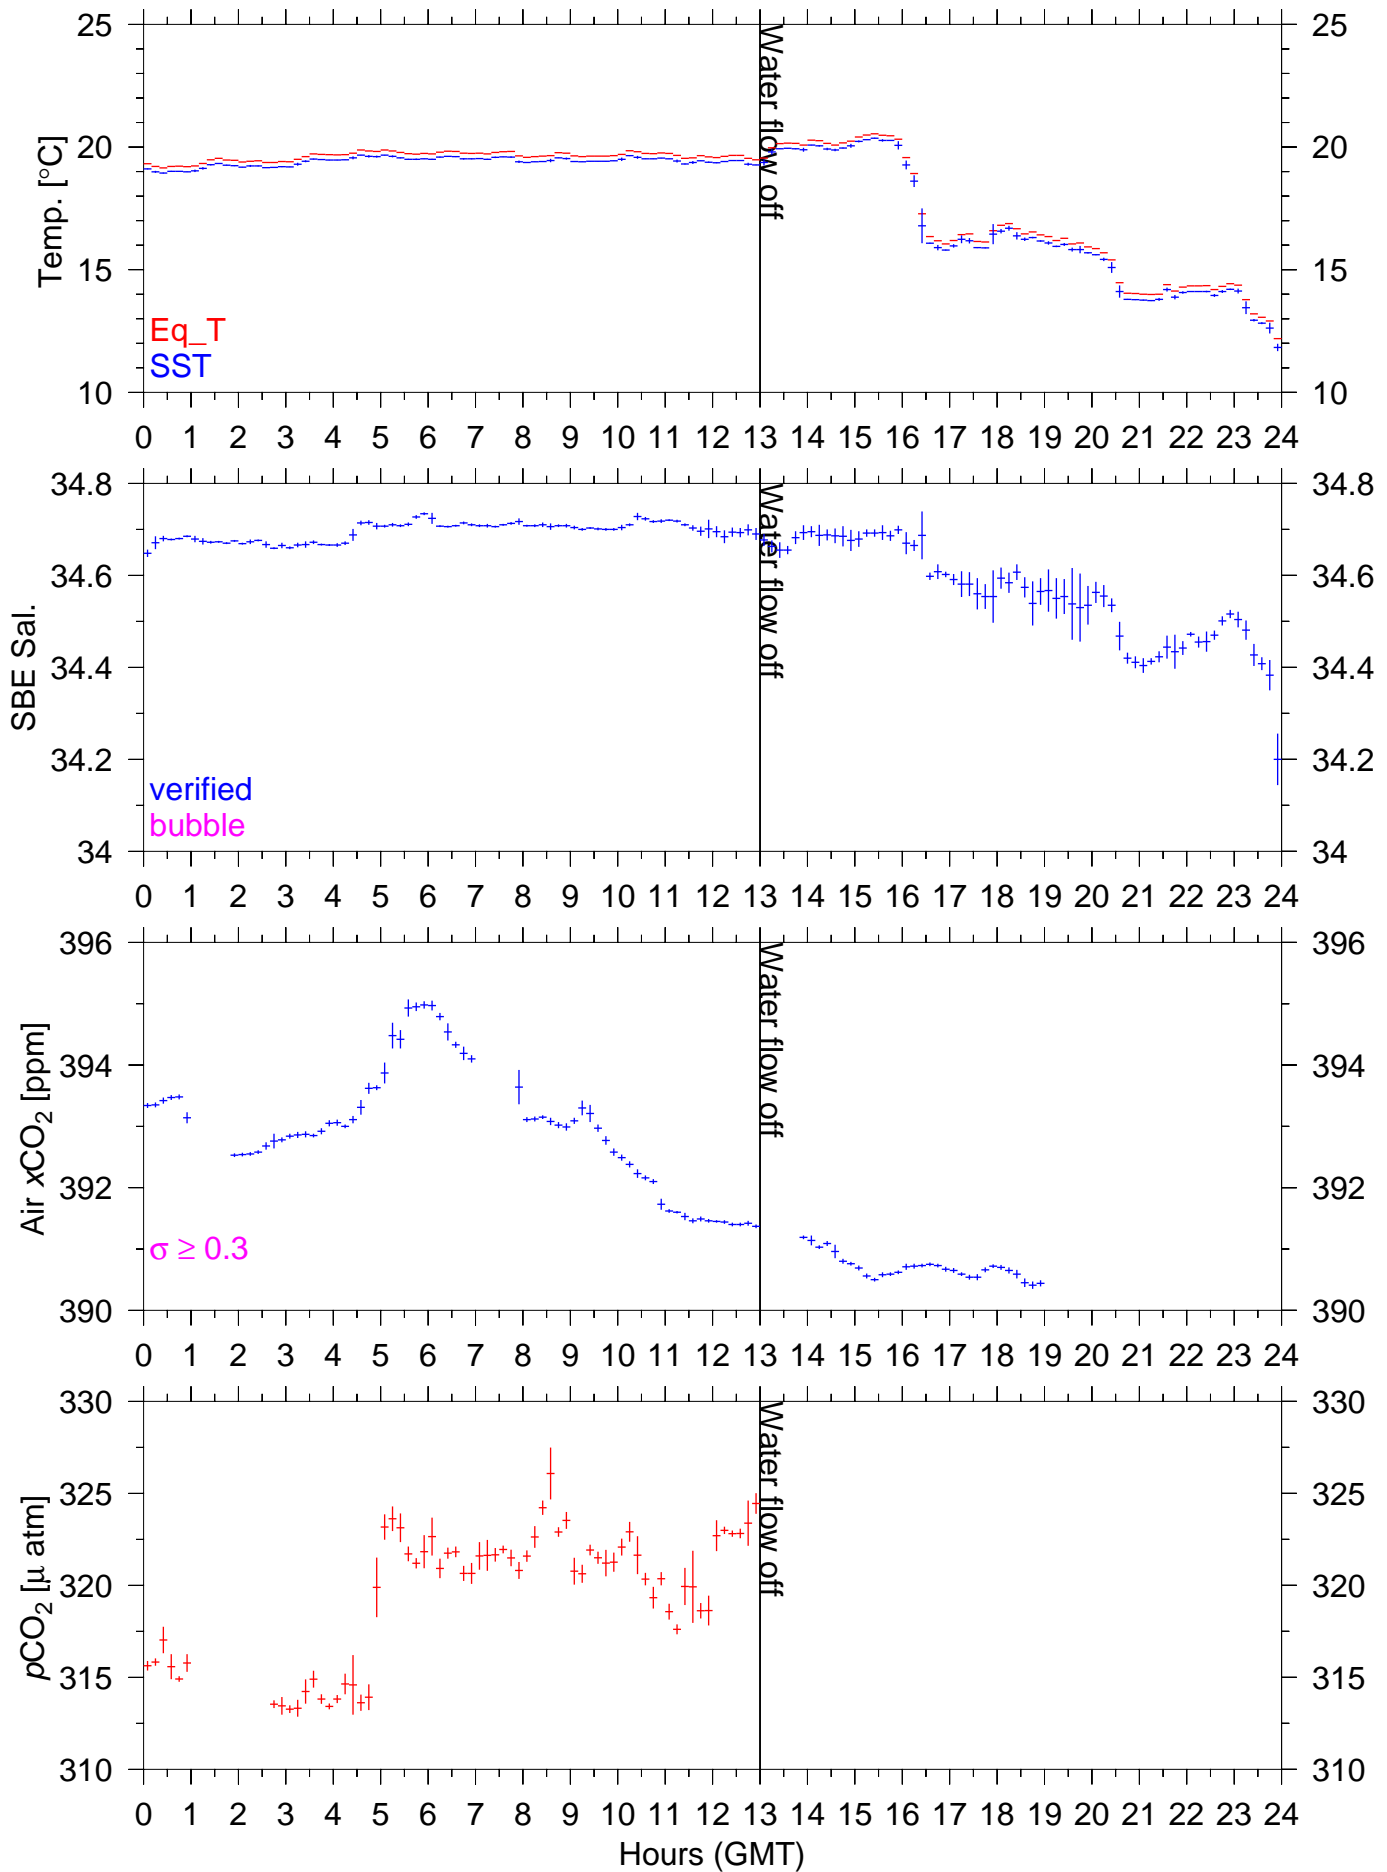 25 25
20 20
15 15
10 10
Temp. [°C]
Water flow off
Eq_T
SST
0 1 2 3 4 5 6 7 8 9 10 11 12 13 14 15 16 17 18 19 20 21 22 23 24
34.8 34.8
34.6 34.6
34.4 34.4
34.2 34.2
34 34
SBE Sal.
Water flow off
verified
bubble
0 1 2 3 4 5 6 7 8 9 10 11 12 13 14 15 16 17 18 19 20 21 22 23 24
396 396
394 394
392 392
390 390
Air xCO₂ [ppm]
Water flow off
σ ≥ 0.3
0 1 2 3 4 5 6 7 8 9 10 11 12 13 14 15 16 17 18 19 20 21 22 23 24
330 330
325 325
320 320
315 315
310 310
pCO₂ [μ atm]
Water flow off
0 1 2 3 4 5 6 7 8 9 10 11 12 13 14 15 16 17 18 19 20 21 22 23 24
Hours (GMT)